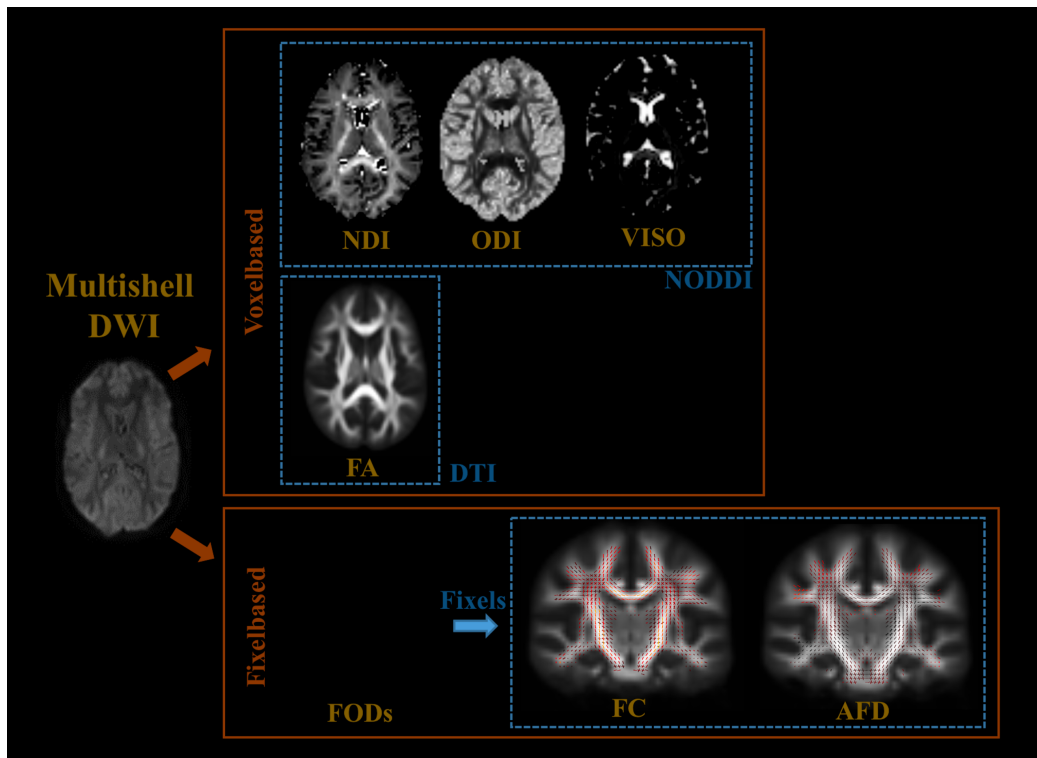 Multishell
DWI
Voxelbased
NDI
ODI
VISO
NODDI
FA
DTI
Fixelbased
FODs
Fixels
FC
AFD